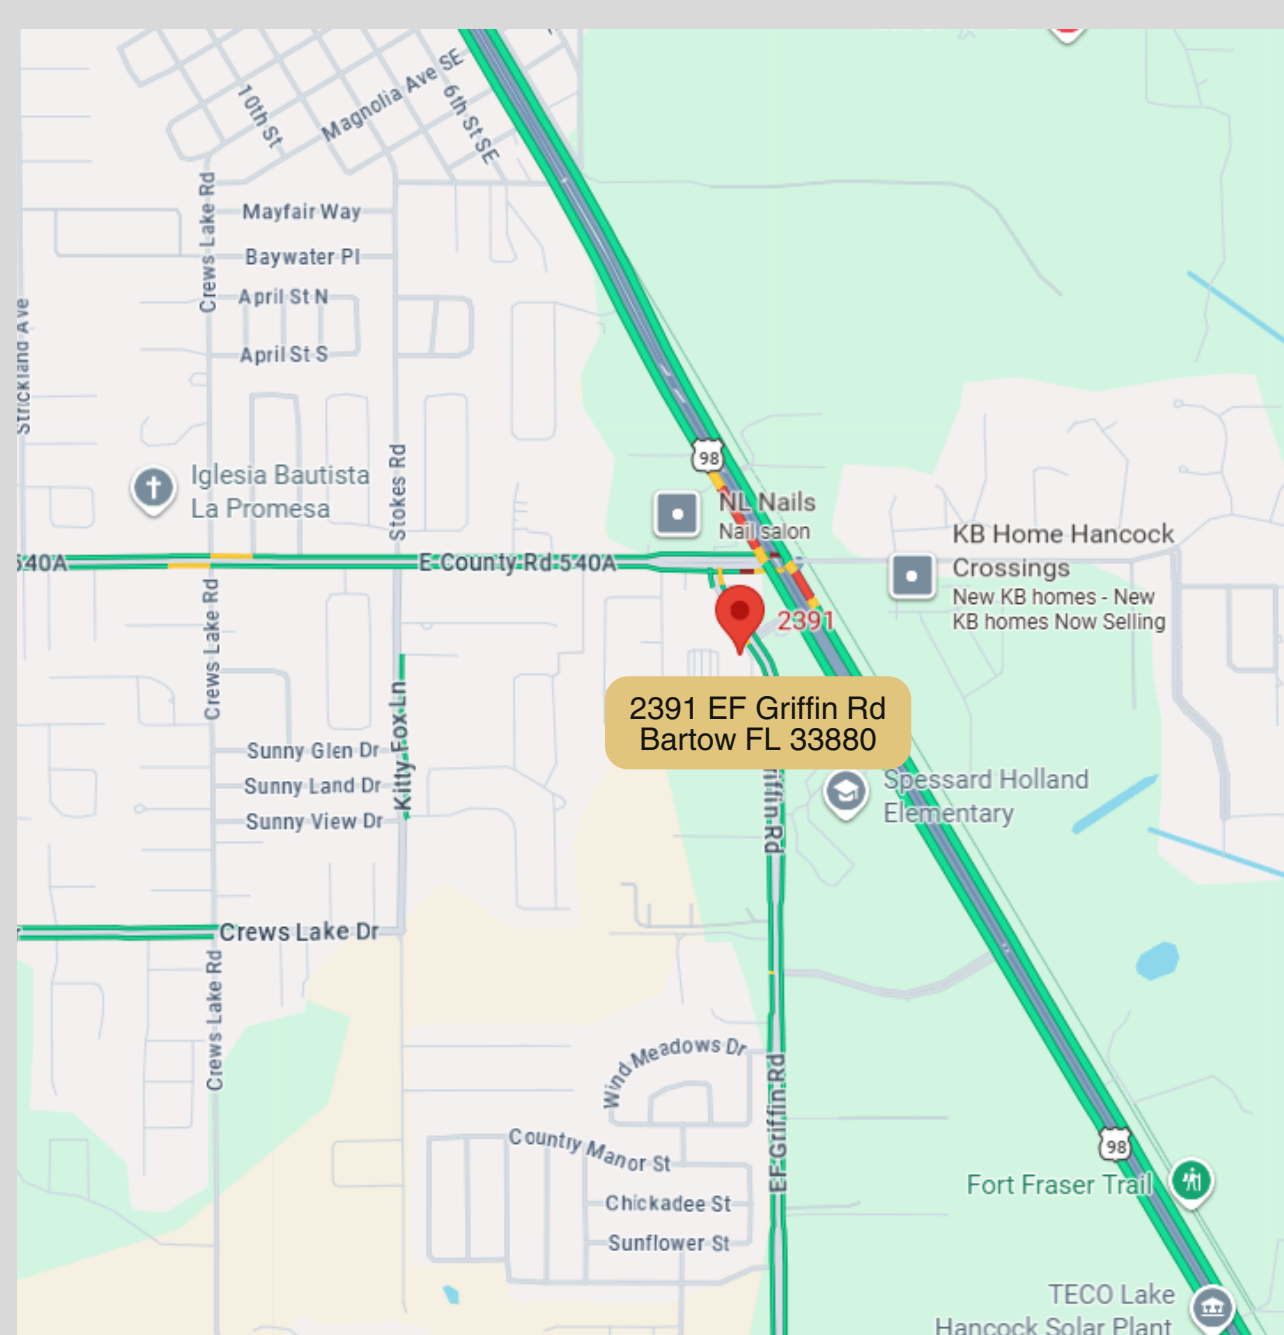 10th St
Magnolia Ave SE
6th St SE
Crews Lake Rd
Mayfair Way
Baywater Pl
April St N
April St S
Strickland Ave
Stokes Rd
98
Iglesia Bautista
La Promesa
NL Nails
Nail salon
540A
E County Rd 540A
KB Home Hancock
Crossings
New KB homes - New
KB homes Now Selling
2391
Crews Lake Rd
Kitty Fox Ln
2391 EF Griffin Rd
Bartow FL 33880
Sunny Glen Dr
Sunny Land Dr
Sunny View Dr
iffin Rd
Spessard Holland
Elementary
Crews Lake Dr
Crews Lake Rd
Wind Meadows Dr
EF Griffin Rd
Country Manor St
Chickadee St
Sunflower St
98
Fort Fraser Trail
TECO Lake
Hancock Solar Plant